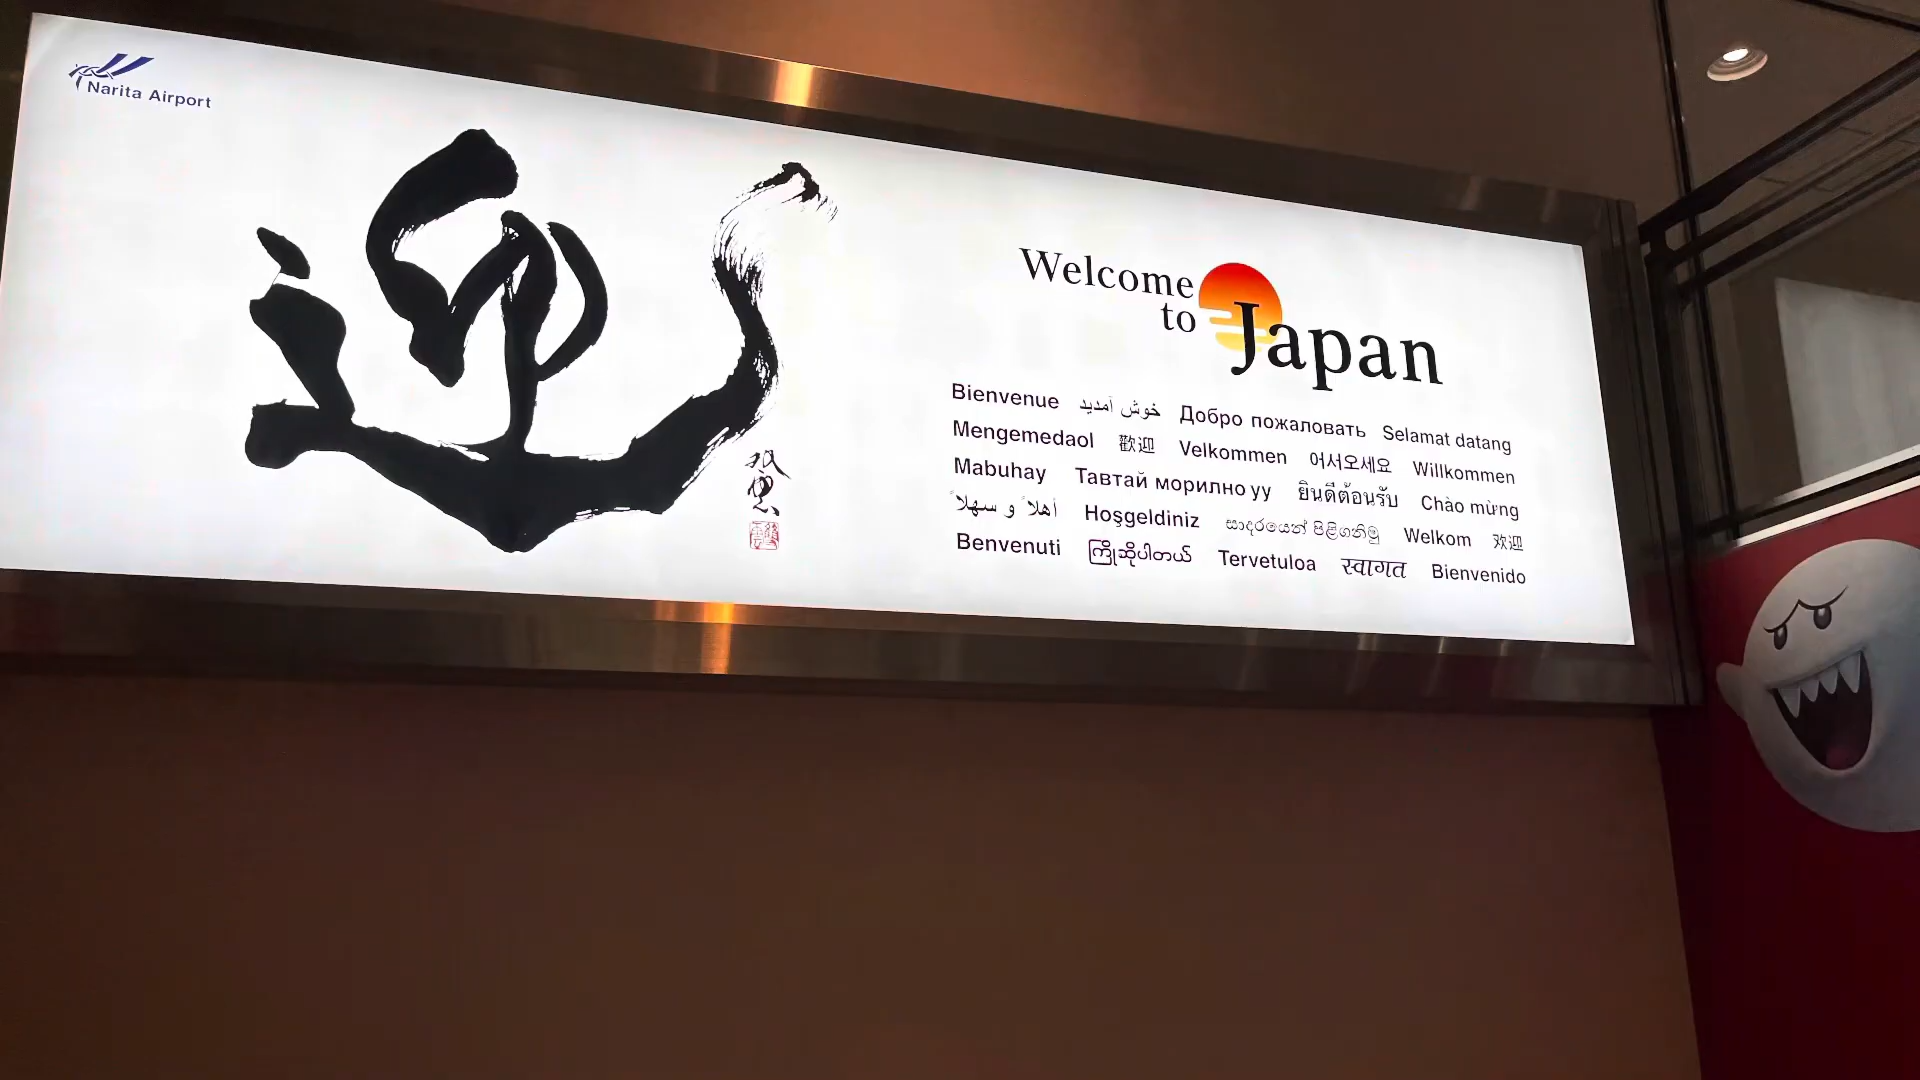 Narita Airport
迎
Welcome
to
Japan
Bienvenue خوش آمدید Добро пожаловать Selamat datang
Mengemedaol 歡迎 Velkommen 어서오세요 Willkommen
Mabuhay Тавтай морилно уу ยินดีต้อนรับ Chào mừng
أهلاً و سهلاً Hoşgeldiniz සාදරයෙන් පිළිගනිමු Welkom 欢迎
Benvenuti ကြိုဆိုပါတယ် Tervetuloa स्वागत Bienvenido